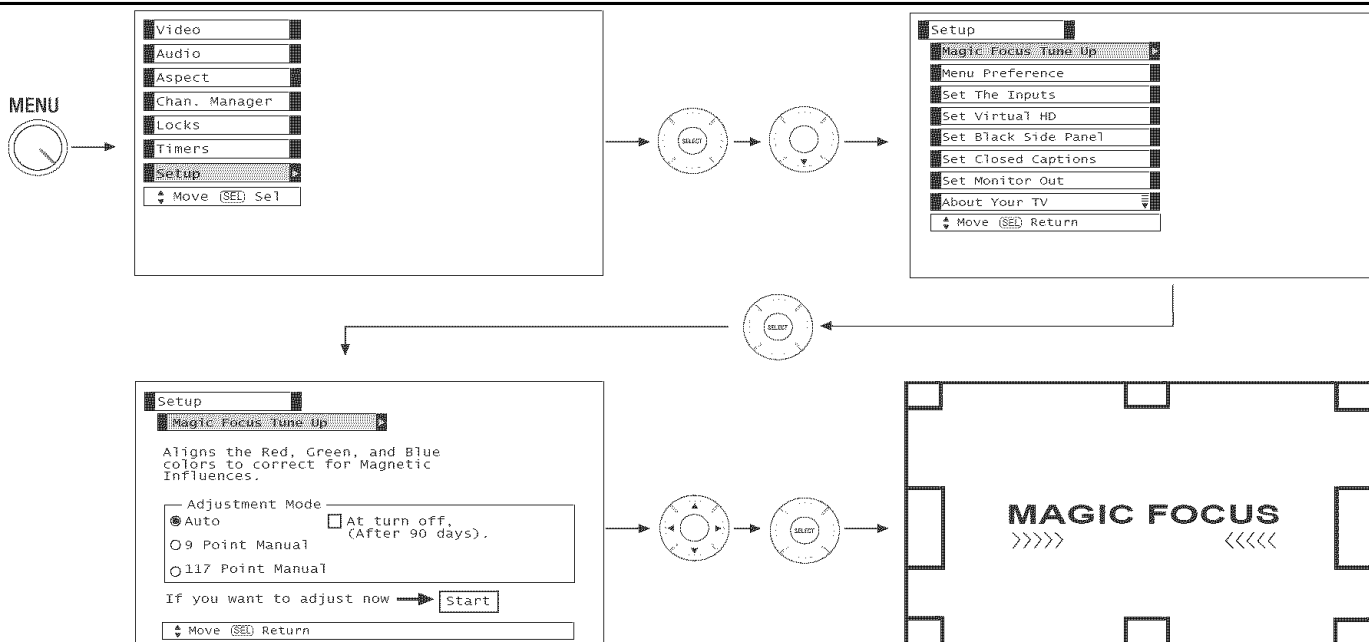 MENU
Video
Audio
Aspect
Chan. Manager
Locks
Timers
Setup
Move SEL Sel
SELECT
Setup
Magic Focus Tune Up
Menu Preference
Set The Inputs
Set Virtual HD
Set Black Side Panel
Set Closed Captions
Set Monitor Out
About Your TV
Move SEL Return
SELECT
Setup
Magic Focus Tune Up
Aligns the Red, Green, and Blue
colors to correct for Magnetic
Influences.
Adjustment Mode
Auto
At turn off,
(After 90 days).
9 Point Manual
117 Point Manual
If you want to adjust now
Start
Move SEL Return
SELECT
MAGIC FOCUS
>>>>> <<<<<